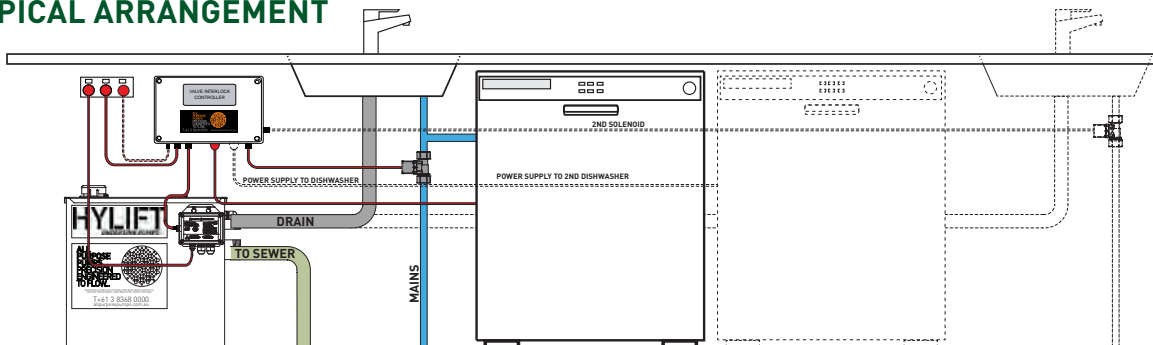 PICAL ARRANGEMENT
VALVE INTERLOCK
CONTROLLER
2ND SOLENOID
POWER SUPPLY TO DISHWASHER
POWER SUPPLY TO 2ND DISHWASHER
HYLIFT
DRAIN
TO SEWER
ALL
PURPOSE
PUMPS
PRECISION
ENGINEERED
TO FLOW...
T+61 3 8368 0000
allpurposepumps.com.au
MAINS